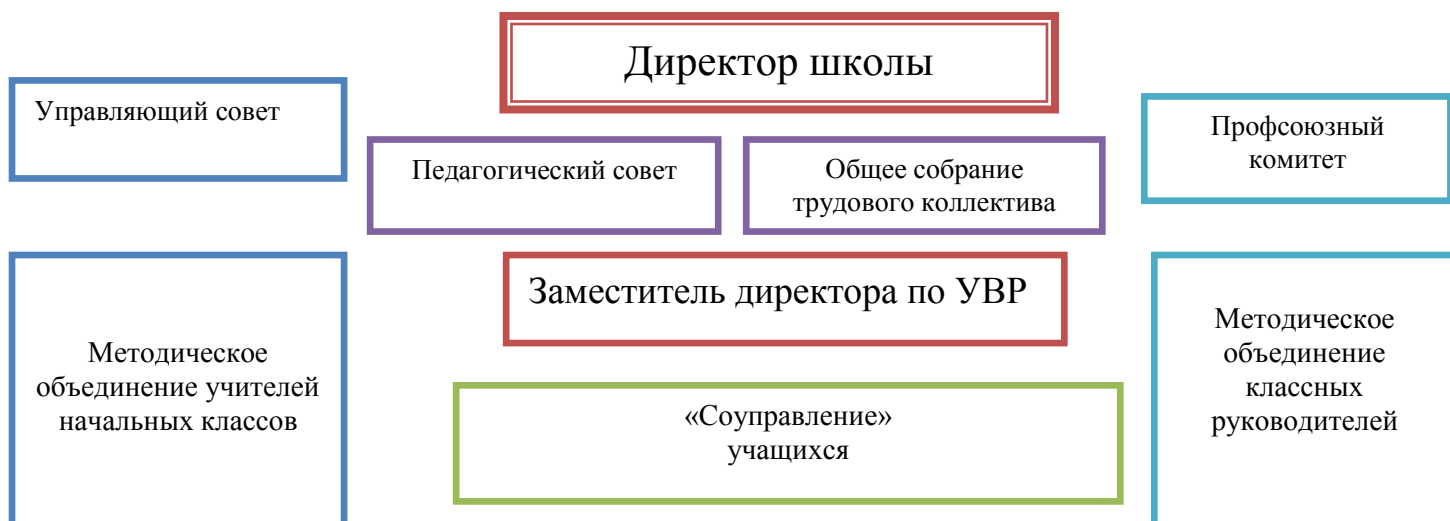 Директор школы
Управляющий совет
Профсоюзный
комитет
Педагогический совет
Общее собрание
трудового коллектива
Заместитель директора по УВР
Методическое
объединение учителей
начальных классов
«Соуправление»
учащихся
Методическое
объединение
классных
руководителей